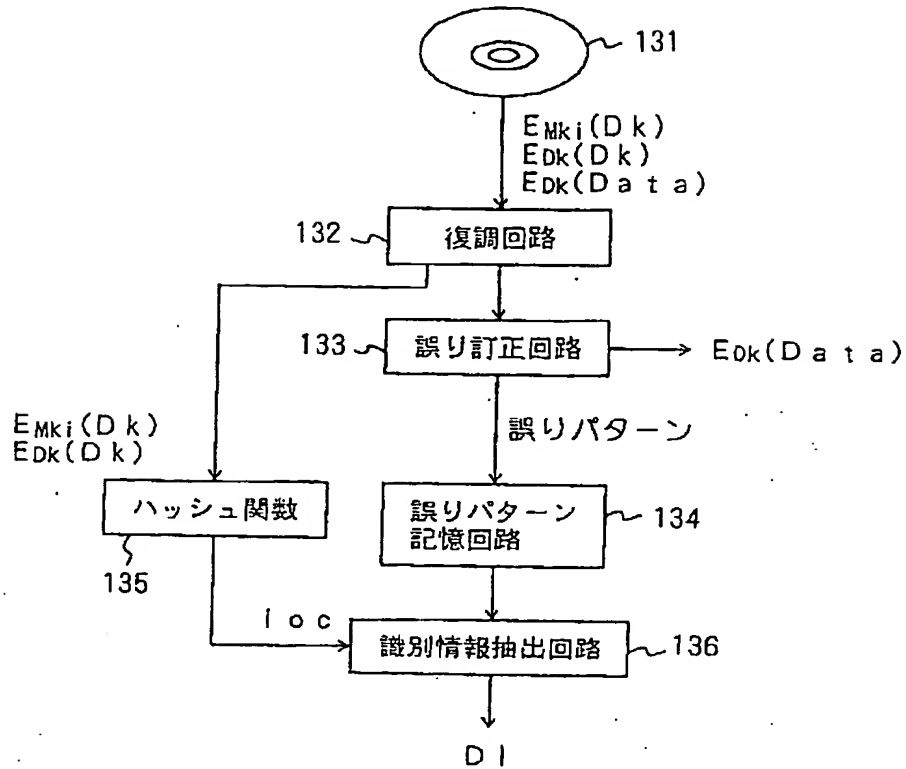 131
EMki(Dk)
EDk(Dk)
EDk(Data)
132
復調回路
133
誤り訂正回路
EDk(Data)
誤りパターン
EMki(Dk)
EDk(Dk)
ハッシュ関数
誤りパターン
記憶回路
134
135
loc
識別情報抽出回路
136
DI